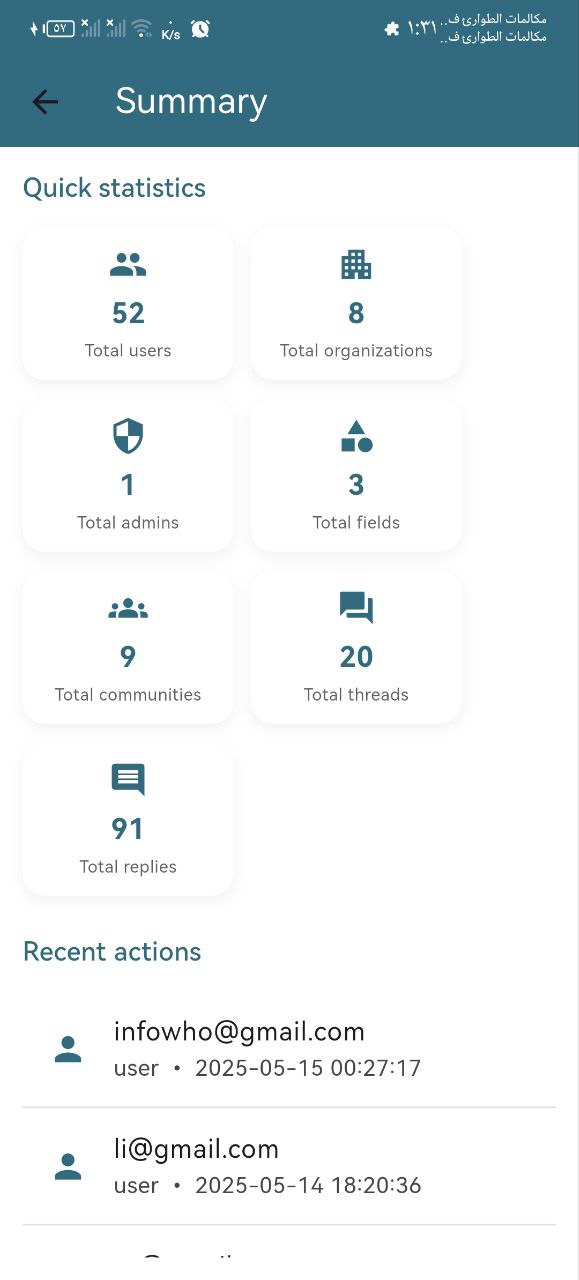 ٥٧
K/s
١:٣١
مكالمات الطوارئ ف..
مكالمات الطوارئ ف..
Summary
Quick statistics
52
Total users
8
Total organizations
1
Total admins
3
Total fields
9
Total communities
20
Total threads
91
Total replies
Recent actions
infowho@gmail.com
user • 2025-05-15 00:27:17
li@gmail.com
user • 2025-05-14 18:20:36